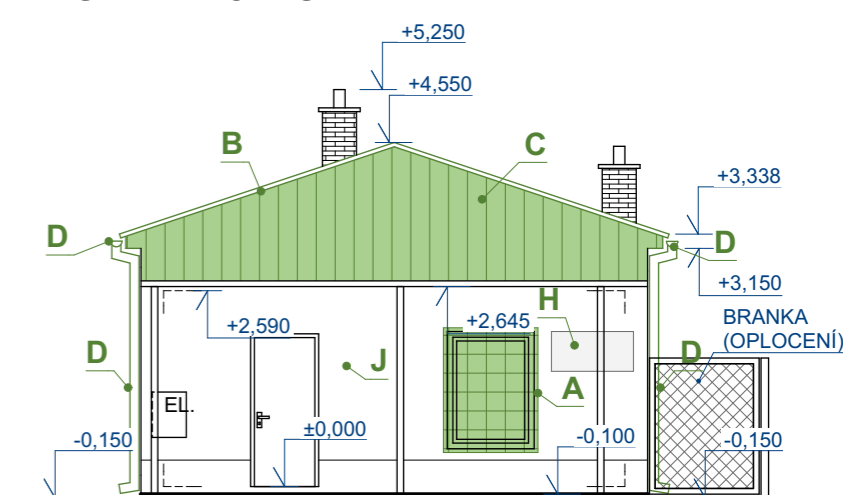 +5,250
+4,550
B
C
+3,338
D
D
+3,150
H
BRANKA
(OPLOCENÍ)
+2,590
+2,645
D
J
D
A
EL.
±0,000
-0,150
-0,100
-0,150